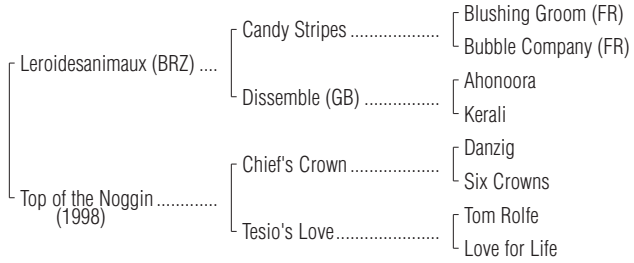 Blushing Groom (FR)
Candy Stripes ...................
Bubble Company (FR)
Leroidesanimaux (BRZ) ....
Ahonoora
Dissemble (GB) ................
Kerali
Danzig
Chief's Crown ..................
Six Crowns
Top of the Noggin .............
(1998)
Tom Rolfe
Tesio's Love ......................
Love for Life